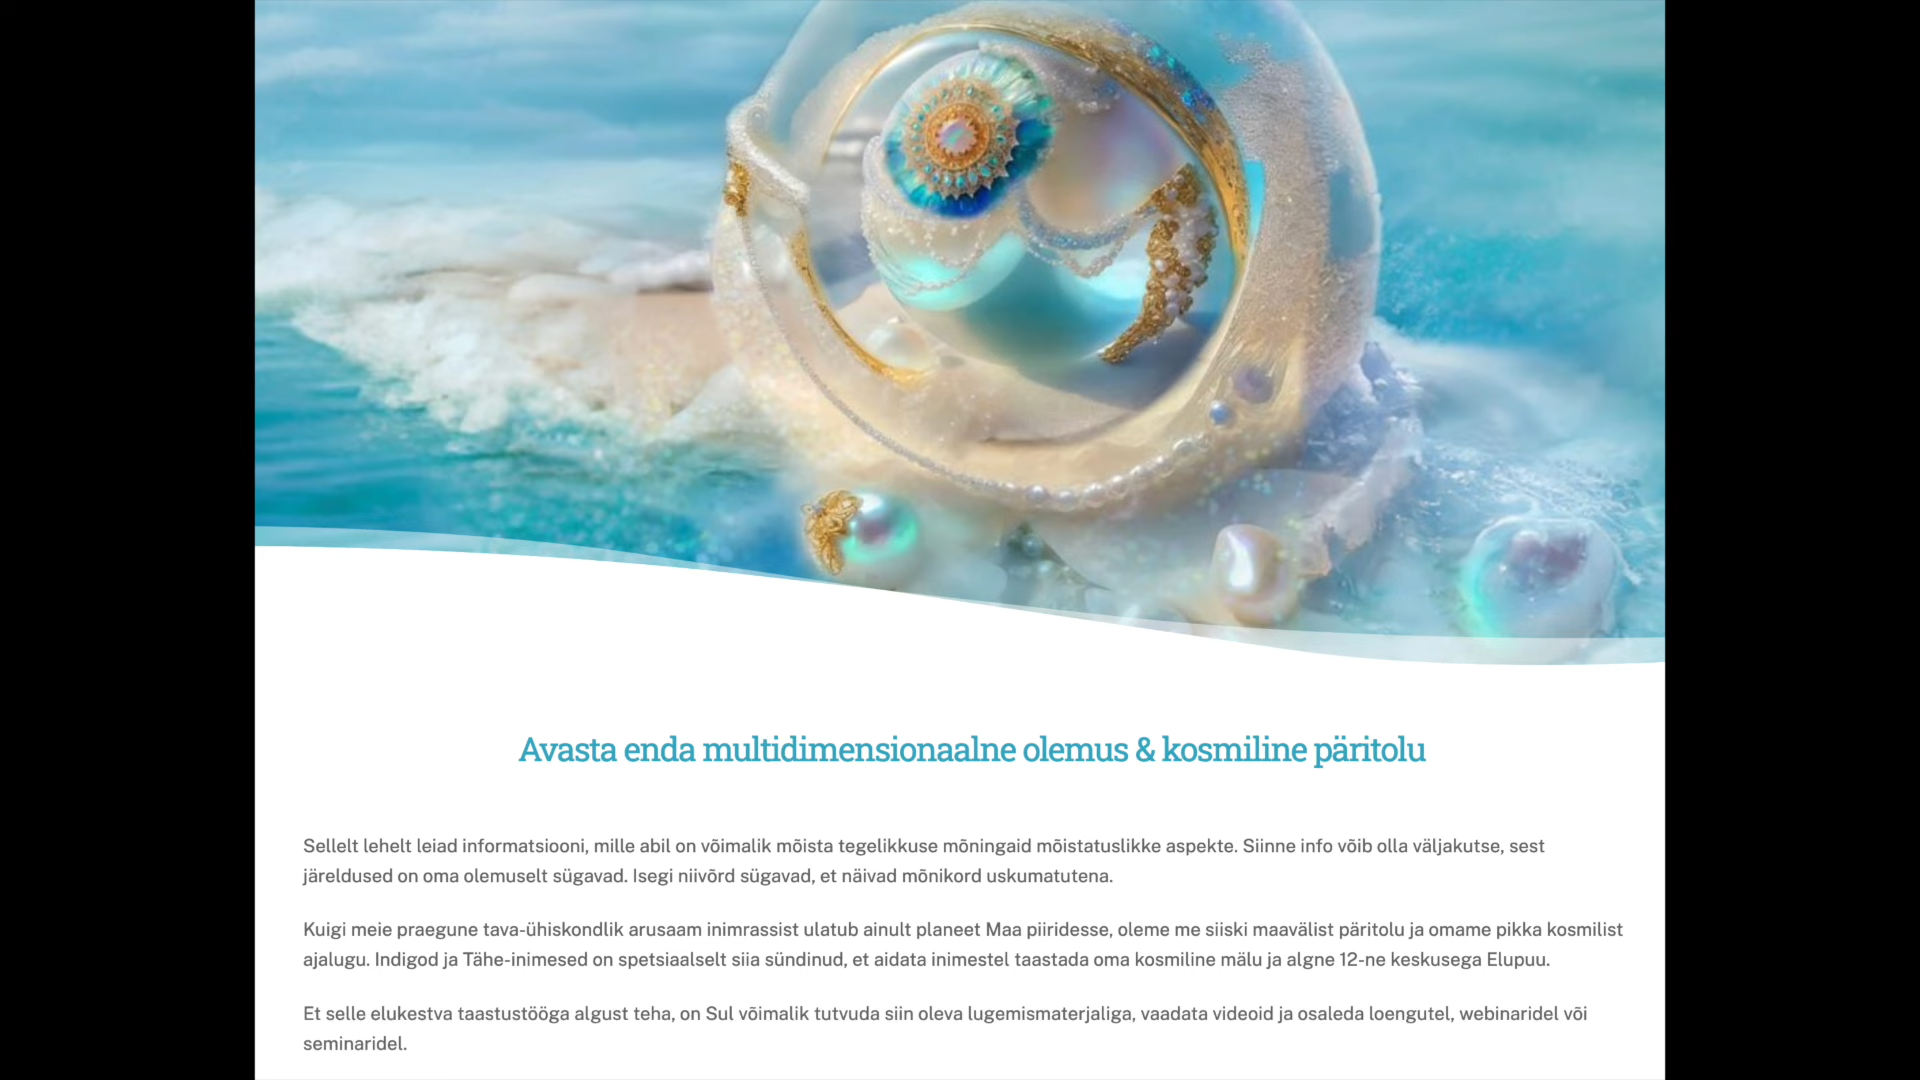 Avasta enda multidimensionaalne olemus & kosmiline päritolu
Sellelt lehelt leiad informatsiooni, mille abil on võimalik mõista tegelikkuse mõningaid mõistatuslikke aspekte. Siinne info võib olla väljakutse, sest
järeldused on oma olemuselt sügavad. Isegi niivõrd sügavad, et näivad mõnikord uskumatutena.
Kuigi meie praegune tava-ühiskondlik arusaam inimrassist ulatub ainult planeet Maa piiridesse, oleme me siiski maavälist päritolu ja omame pikka kosmilist
ajalugu. Indigod ja Tähe-inimesed on spetsiaalselt siia sündinud, et aidata inimestel taastada oma kosmiline mälu ja algne 12-ne keskusega Elupuu.
Et selle elukestva taastustööga algust teha, on Sul võimalik tutvuda siin oleva lugemismaterjaliga, vaadata videoid ja osaleda loengutel, webinaridel või
seminaridel.